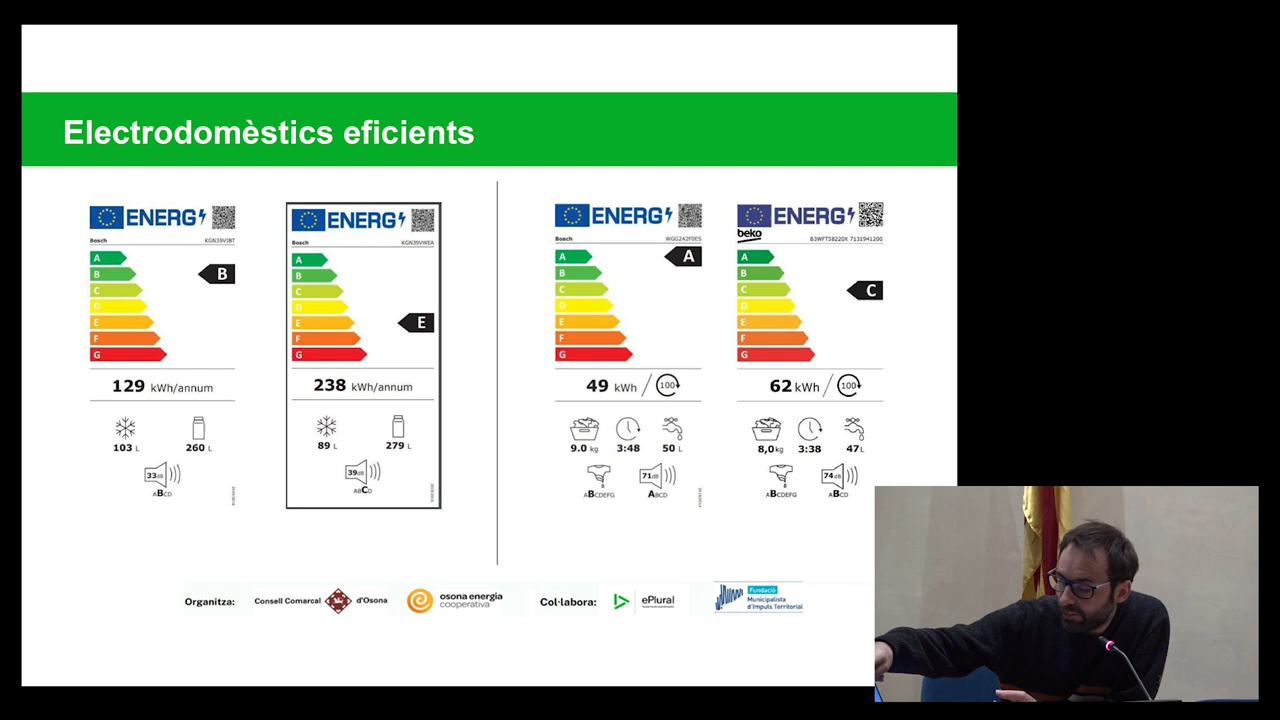 Electrodomèstics eficients
ENERG
Bosch KGN39VIBT
A
B
C
D
E
F
G
B
129 kWh/annum
103 L 260 L
33dB
ABCD
ENERG
Bosch KGN39VWEA
A
B
C
D
E
F
G
E
238 kWh/annum
89 L 279 L
39dB
ABCD
ENERG
Bosch WGG242F0ES
A
B
C
D
E
F
G
A
49 kWh / 100
9.0 kg 3:48 50 L
71dB
ABCDEFG ABCD
ENERG
beko B3WFT58220X 7131941200
A
B
C
D
E
F
G
C
62 kWh / 100
8,0 kg 3:38 47 L
74dB
ABCDEFG ABCD
Organitza: Consell Comarcal d'Osona osona energia cooperativa Col·labora: ePlural Fundació Municipalista d'Impuls Territorial